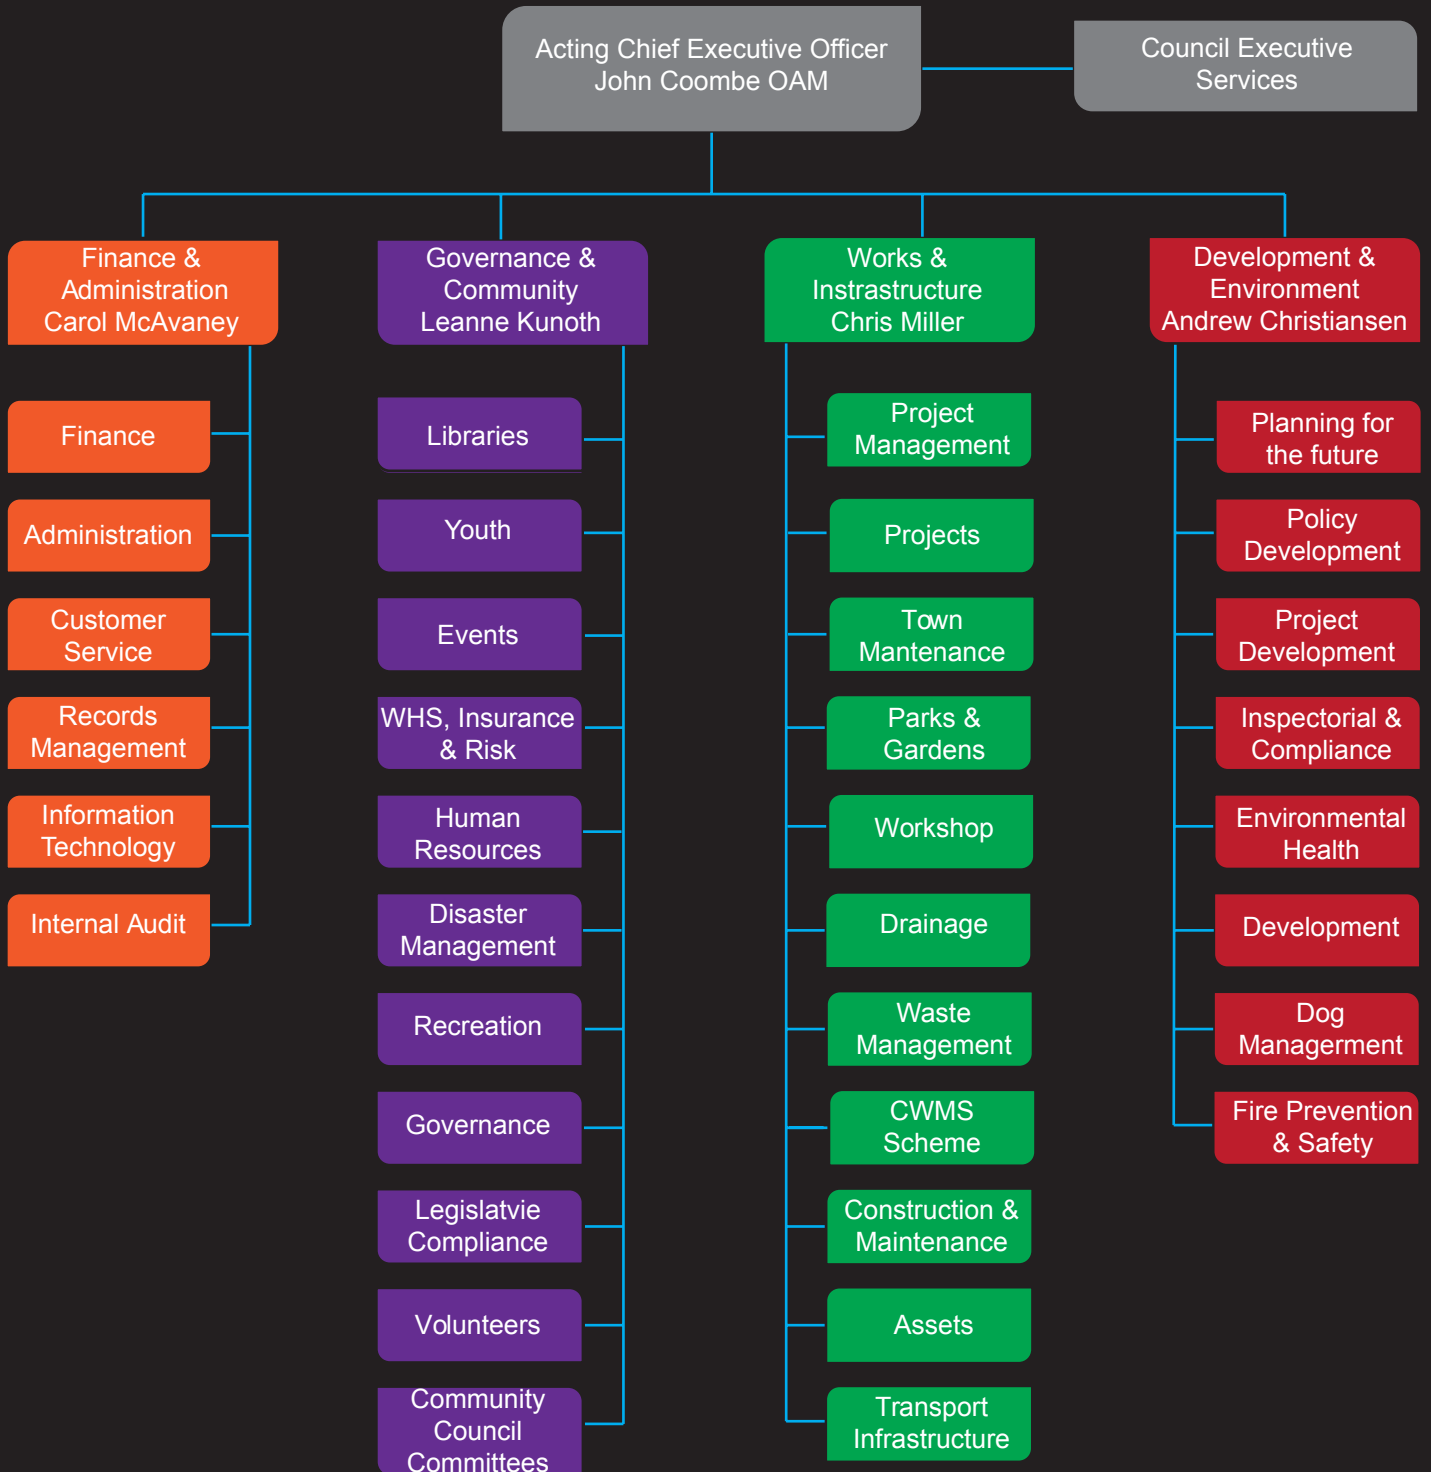 Acting Chief Executive Officer
John Coombe OAM
Council Executive
Services
Finance &
Administration
Carol McAvaney
Finance
Administration
Customer
Service
Records
Management
Information
Technology
Internal Audit
Governance &
Community
Leanne Kunoth
Libraries
Youth
Events
WHS, Insurance
& Risk
Human
Resources
Disaster
Management
Recreation
Governance
Legislatvie
Compliance
Volunteers
Community
Council
Committees
Works &
Instrastructure
Chris Miller
Project
Management
Projects
Town
Mantenance
Parks &
Gardens
Workshop
Drainage
Waste
Management
CWMS
Scheme
Construction &
Maintenance
Assets
Transport
Infrastructure
Development &
Environment
Andrew Christiansen
Planning for
the future
Policy
Development
Project
Development
Inspectorial &
Compliance
Environmental
Health
Development
Dog
Managerment
Fire Prevention
& Safety